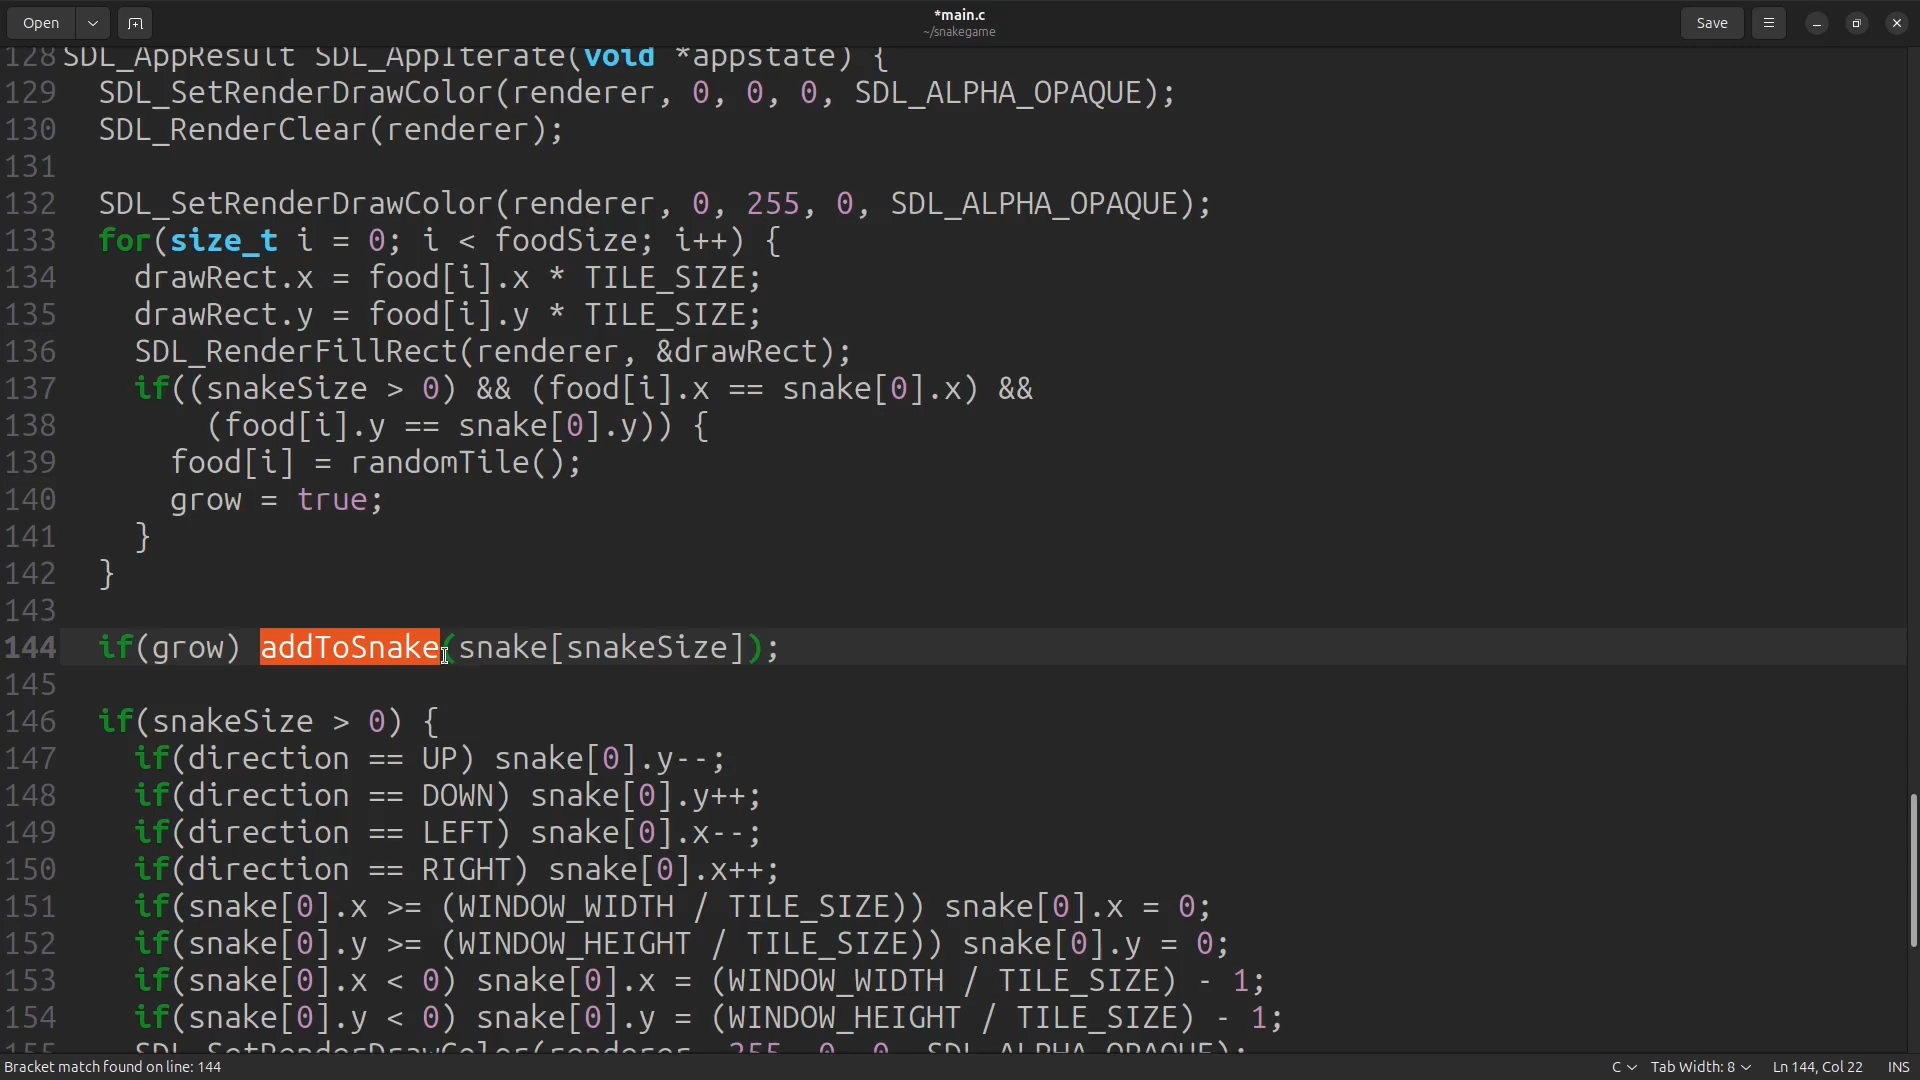 Open
*main.c
~/snakegame
Save
128 SDL_AppResult SDL_AppIterate(void *appstate) {
129   SDL_SetRenderDrawColor(renderer, 0, 0, 0, SDL_ALPHA_OPAQUE);
130   SDL_RenderClear(renderer);
131
132   SDL_SetRenderDrawColor(renderer, 0, 255, 0, SDL_ALPHA_OPAQUE);
133   for(size_t i = 0; i < foodSize; i++) {
134     drawRect.x = food[i].x * TILE_SIZE;
135     drawRect.y = food[i].y * TILE_SIZE;
136     SDL_RenderFillRect(renderer, &drawRect);
137     if((snakeSize > 0) && (food[i].x == snake[0].x) &&
138         (food[i].y == snake[0].y)) {
139       food[i] = randomTile();
140       grow = true;
141     }
142   }
143
144   if(grow) addToSnake(snake[snakeSize]);
145
146   if(snakeSize > 0) {
147     if(direction == UP) snake[0].y--;
148     if(direction == DOWN) snake[0].y++;
149     if(direction == LEFT) snake[0].x--;
150     if(direction == RIGHT) snake[0].x++;
151     if(snake[0].x >= (WINDOW_WIDTH / TILE_SIZE)) snake[0].x = 0;
152     if(snake[0].y >= (WINDOW_HEIGHT / TILE_SIZE)) snake[0].y = 0;
153     if(snake[0].x < 0) snake[0].x = (WINDOW_WIDTH / TILE_SIZE) - 1;
154     if(snake[0].y < 0) snake[0].y = (WINDOW_HEIGHT / TILE_SIZE) - 1;
155     SDL_SetRenderDrawColor(renderer, 255, 0, 0, SDL_ALPHA_OPAQUE);
Bracket match found on line: 144
C
Tab Width: 8
Ln 144, Col 22
INS